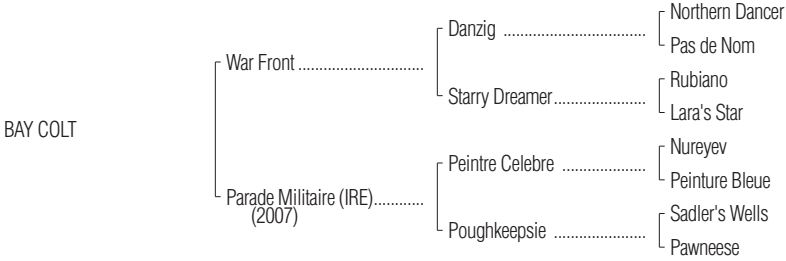 Northern Dancer
Danzig ..................................
Pas de Nom
War Front ..............................
Rubiano
Starry Dreamer......................
Lara's Star
BAY COLT
Nureyev
Peintre Celebre ....................
Peinture Bleue
Parade Militaire (IRE)............
(2007)
Sadler's Wells
Poughkeepsie ......................
Pawneese